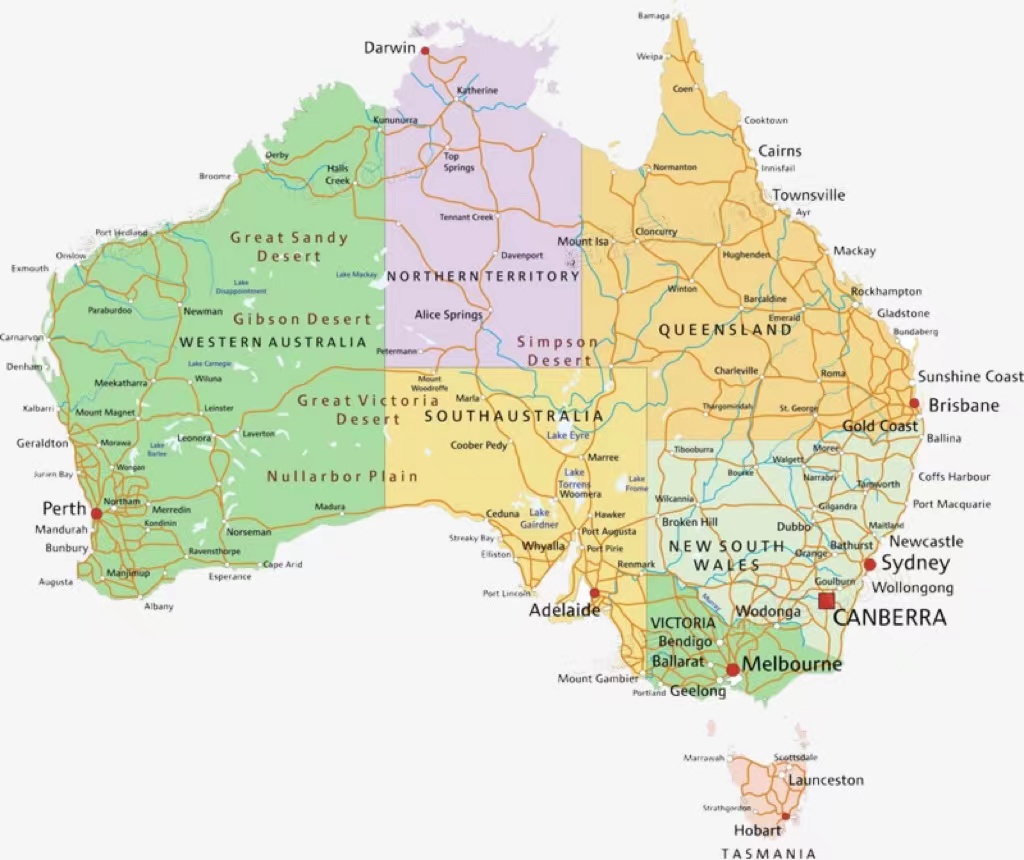 Bamaga
Darwin
Weipa
Katherine
Coen
Kununurra
Cooktown
Derby
Top
Springs
Cairns
Halls
Creek
Normanton
Innisfail
Broome
Townsville
Tennant Creek
Ayr
Port Hedland
Cloncurry
Great Sandy
Desert
Mount Isa
Mackay
Onslow
Davenport
Hughenden
Exmouth
Lake Mackay
NORTHERN TERRITORY
Lake
Disappointment
Winton
Rockhampton
Paraburdoo
Newman
Barcaldine
Gladstone
Gibson Desert
Alice Springs
Emerald
Carnarvon
WESTERN AUSTRALIA
QUEENSLAND
Bundaberg
Petermann
Simpson
Desert
Denham
Lake Carnegie
Charleville
Roma
Meekatharra
Wiluna
Mount
Woodroffe
Sunshine Coast
Great Victoria
Desert
Marla
Kalbarri
Mount Magnet
Leinster
SOUTHAUSTRALIA
Thargomindah
St. George
Brisbane
Gold Coast
Geraldton
Morawa
Leonora
Laverton
Coober Pedy
Lake Eyre
Ballina
Lake
Barlee
Tibooburra
Moree
Marree
Walgett
Jurien Bay
Wongan
Nullarbor Plain
Lake
Torrens
Lake
Frome
Bourke
Narrabri
Coffs Harbour
Tamworth
Woomera
Perth
Northam
Merredin
Madura
Ceduna
Lake
Gairdner
Hawker
Wilcannia
Gilgandra
Port Macquarie
Mandurah
Kondinin
Norseman
Broken Hill
Dubbo
Maitland
Streaky Bay
Port Augusta
Bunbury
Ravensthorpe
Elliston
Whyalla
Port Pirie
NEW SOUTH
WALES
Orange
Bathurst
Newcastle
Augusta
Manjimup
Esperance
Cape Arid
Renmark
Sydney
Albany
Port Lincoln
Goulburn
Wollongong
Adelaide
Murray
Wodonga
CANBERRA
VICTORIA
Bendigo
Ballarat
Melbourne
Mount Gambier
Portland
Geelong
Marrawah
Scottsdale
Launceston
Strathgordon
Hobart
TASMANIA